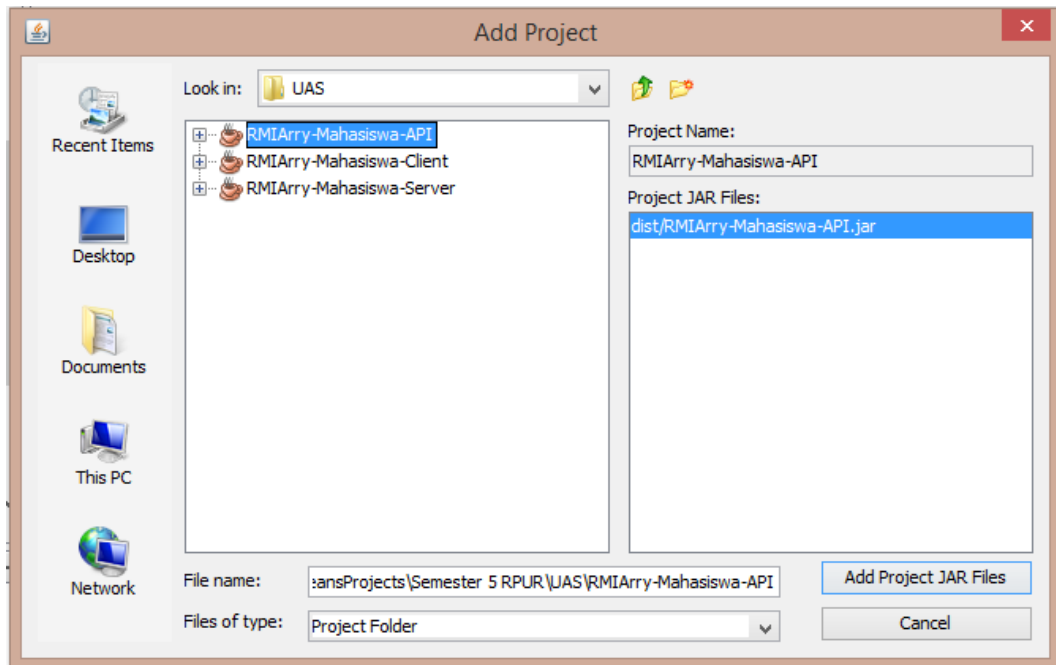 Add Project
Look in: UAS
Recent Items
Desktop
Documents
This PC
Network
RMIArry-Mahasiswa-API
RMIArry-Mahasiswa-Client
RMIArry-Mahasiswa-Server
Project Name:
RMIArry-Mahasiswa-API
Project JAR Files:
dist/RMIArry-Mahasiswa-API.jar
File name: :ansProjects\Semester 5 RPUR\UAS\RMIArry-Mahasiswa-API
Files of type: Project Folder
Add Project JAR Files
Cancel